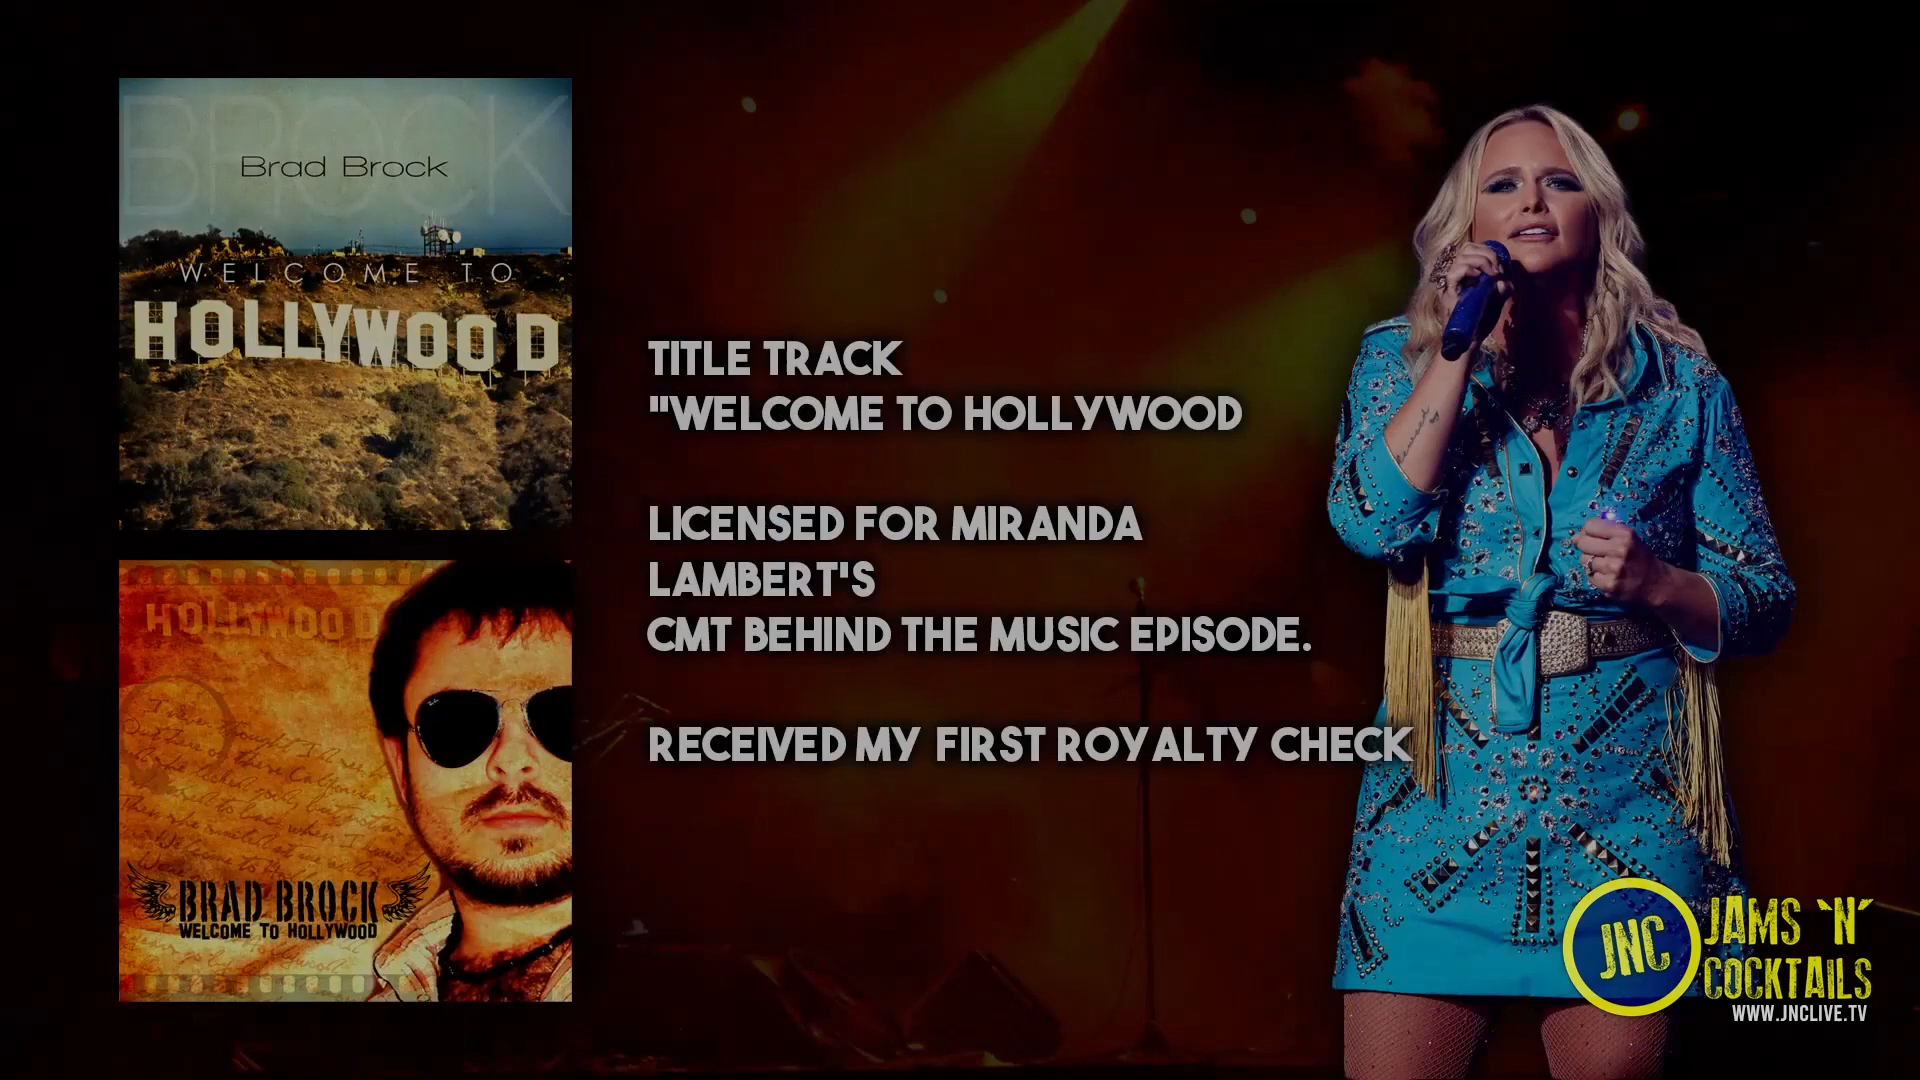 BROCK
Brad Brock
WELCOME TO
HOLLYWOOD
HOLLYWOOD
BRAD BROCK
WELCOME TO HOLLYWOOD
TITLE TRACK
"WELCOME TO HOLLYWOOD
LICENSED FOR MIRANDA
LAMBERT'S
CMT BEHIND THE MUSIC EPISODE.
RECEIVED MY FIRST ROYALTY CHECK
JNC
JAMS `N´
COCKTAILS
WWW.JNCLIVE.TV